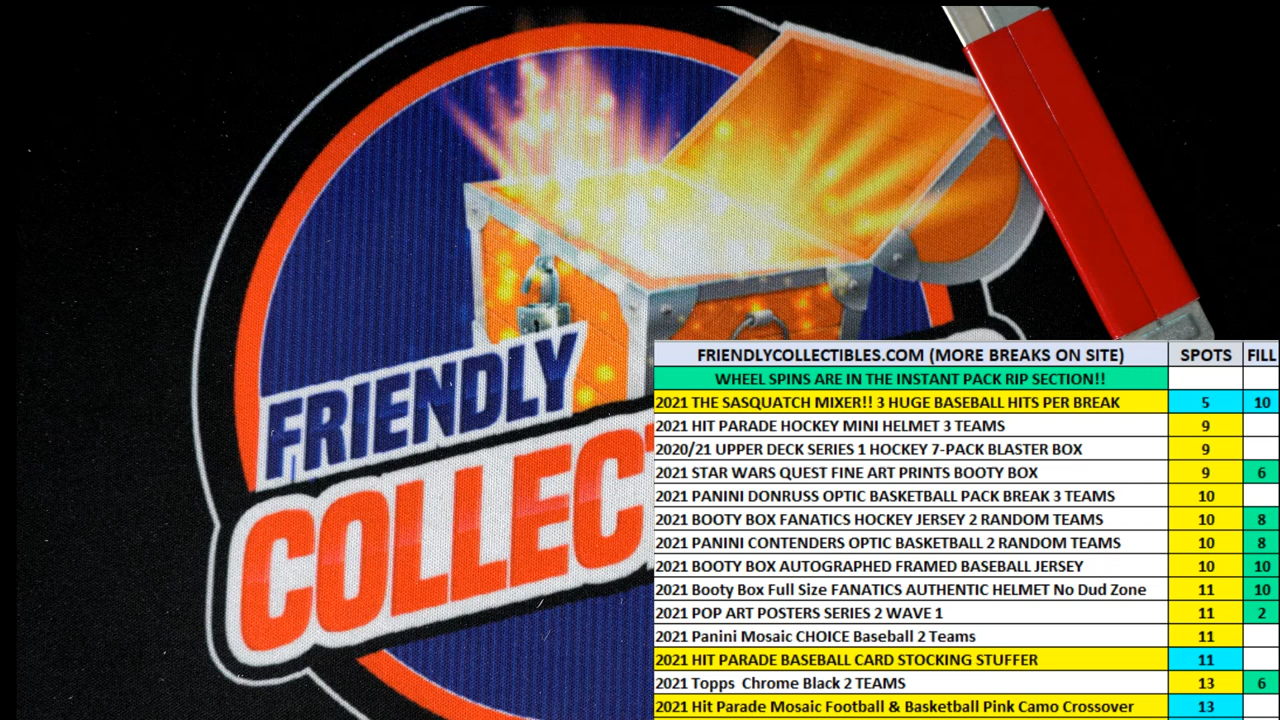 FRIENDLY
COLLEC
FRIENDLYCOLLECTIBLES.COM (MORE BREAKS ON SITE) SPOTS FILL
WHEEL SPINS ARE IN THE INSTANT PACK RIP SECTION!!
2021 THE SASQUATCH MIXER!! 3 HUGE BASEBALL HITS PER BREAK 5 10
2021 HIT PARADE HOCKEY MINI HELMET 3 TEAMS 9
2020/21 UPPER DECK SERIES 1 HOCKEY 7-PACK BLASTER BOX 9
2021 STAR WARS QUEST FINE ART PRINTS BOOTY BOX 9 6
2021 PANINI DONRUSS OPTIC BASKETBALL PACK BREAK 3 TEAMS 10
2021 BOOTY BOX FANATICS HOCKEY JERSEY 2 RANDOM TEAMS 10 8
2021 PANINI CONTENDERS OPTIC BASKETBALL 2 RANDOM TEAMS 10 8
2021 BOOTY BOX AUTOGRAPHED FRAMED BASEBALL JERSEY 10 10
2021 Booty Box Full Size FANATICS AUTHENTIC HELMET No Dud Zone 11 10
2021 POP ART POSTERS SERIES 2 WAVE 1 11 2
2021 Panini Mosaic CHOICE Baseball 2 Teams 11
2021 HIT PARADE BASEBALL CARD STOCKING STUFFER 11
2021 Topps Chrome Black 2 TEAMS 13 6
2021 Hit Parade Mosaic Football & Basketball Pink Camo Crossover 13